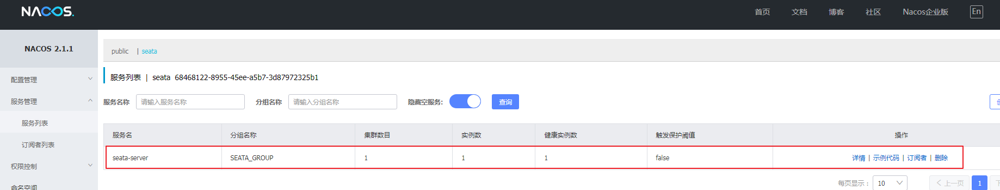 NACOS.
首页 文档 博客 社区 Nacos企业版 En
NACOS 2.1.1
配置管理
服务管理
服务列表
订阅者列表
权限控制
命名空间
public | seata
服务列表 | seata 68468122-8955-45ee-a5b7-3d87972325b1
服务名称 请输入服务名称 分组名称 请输入分组名称 隐藏空服务: 查询
服务名 分组名称 集群数目 实例数 健康实例数 触发保护阈值 操作
seata-server SEATA_GROUP 1 1 1 false 详情 | 示例代码 | 订阅者 | 删除
每页显示: 10 上一页 1